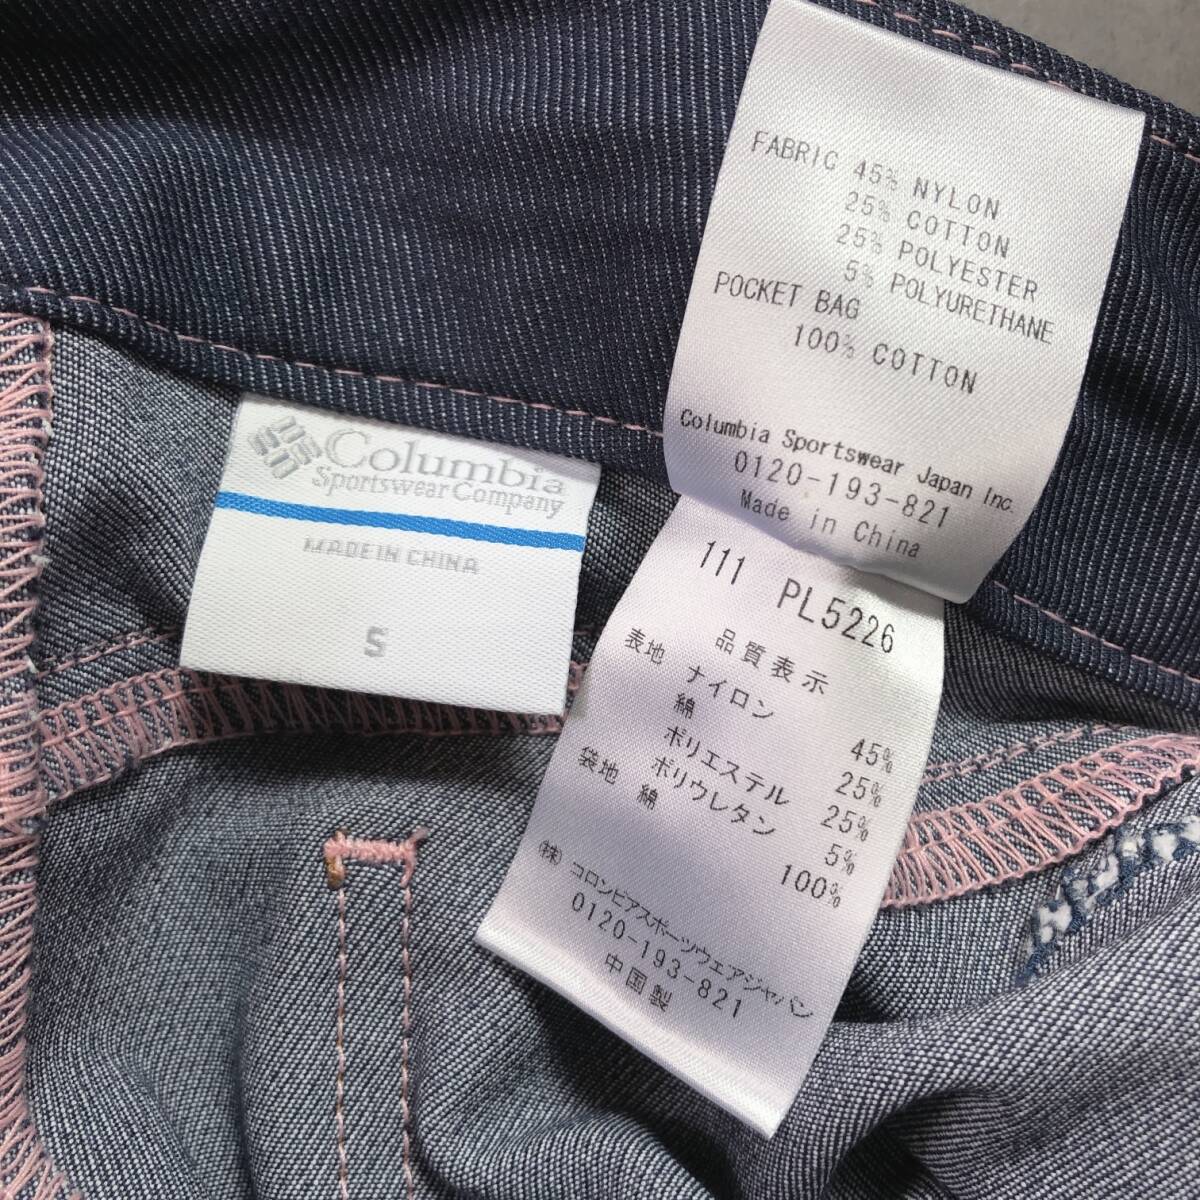 FABRIC 45% NYLON
25% COTTON
25% POLYESTER
5% POLYURETHANE
POCKET BAG
100% COTTON
Columbia Sportswear Japan Inc.
0120-193-821
Made in China
Columbia
Sportswear Company
MADE IN CHINA
S
111 PL5226
品質表示
表地 ナイロン 45%
綿 25%
ポリエステル 25%
ポリウレタン 5%
袋地 綿 100%
(株)コロンビアスポーツウェアジャパン
0120-193-821
中国製